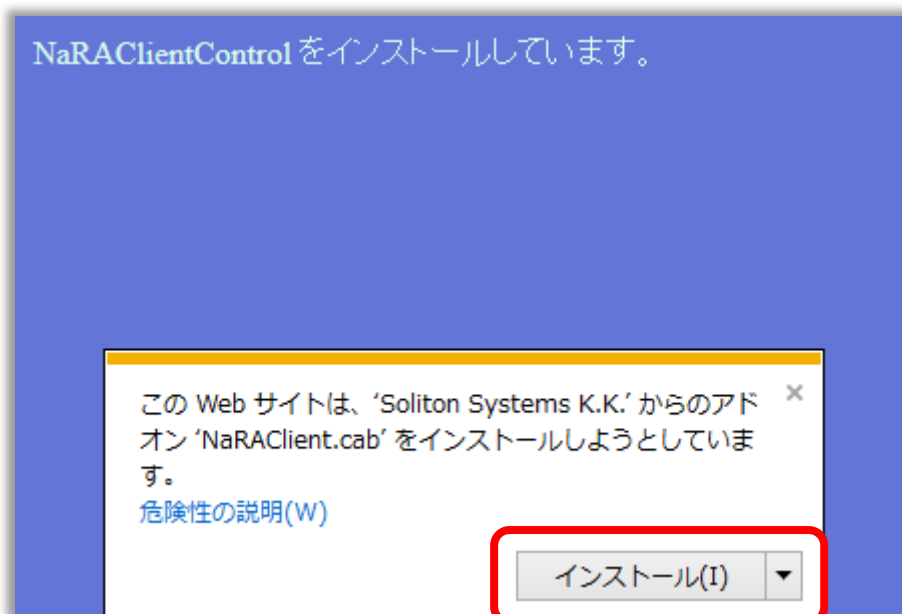 NaRAClientControl をインストールしています。
この Web サイトは、‘Soliton Systems K.K.’ からのアド
オン ‘NaRAClient.cab’ をインストールしようとしていま
す。
危険性の説明(W)
インストール(I)